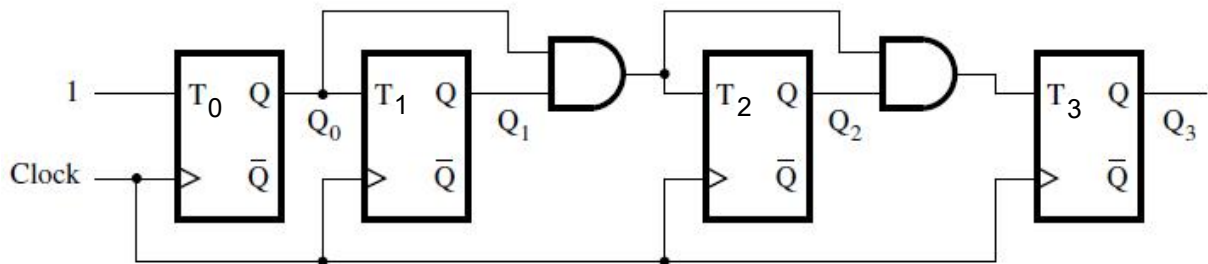 1 T0 Q Q0 T1 Q Q1 T2 Q Q2 T3 Q Q3
Clock Q̅ Q̅ Q̅ Q̅